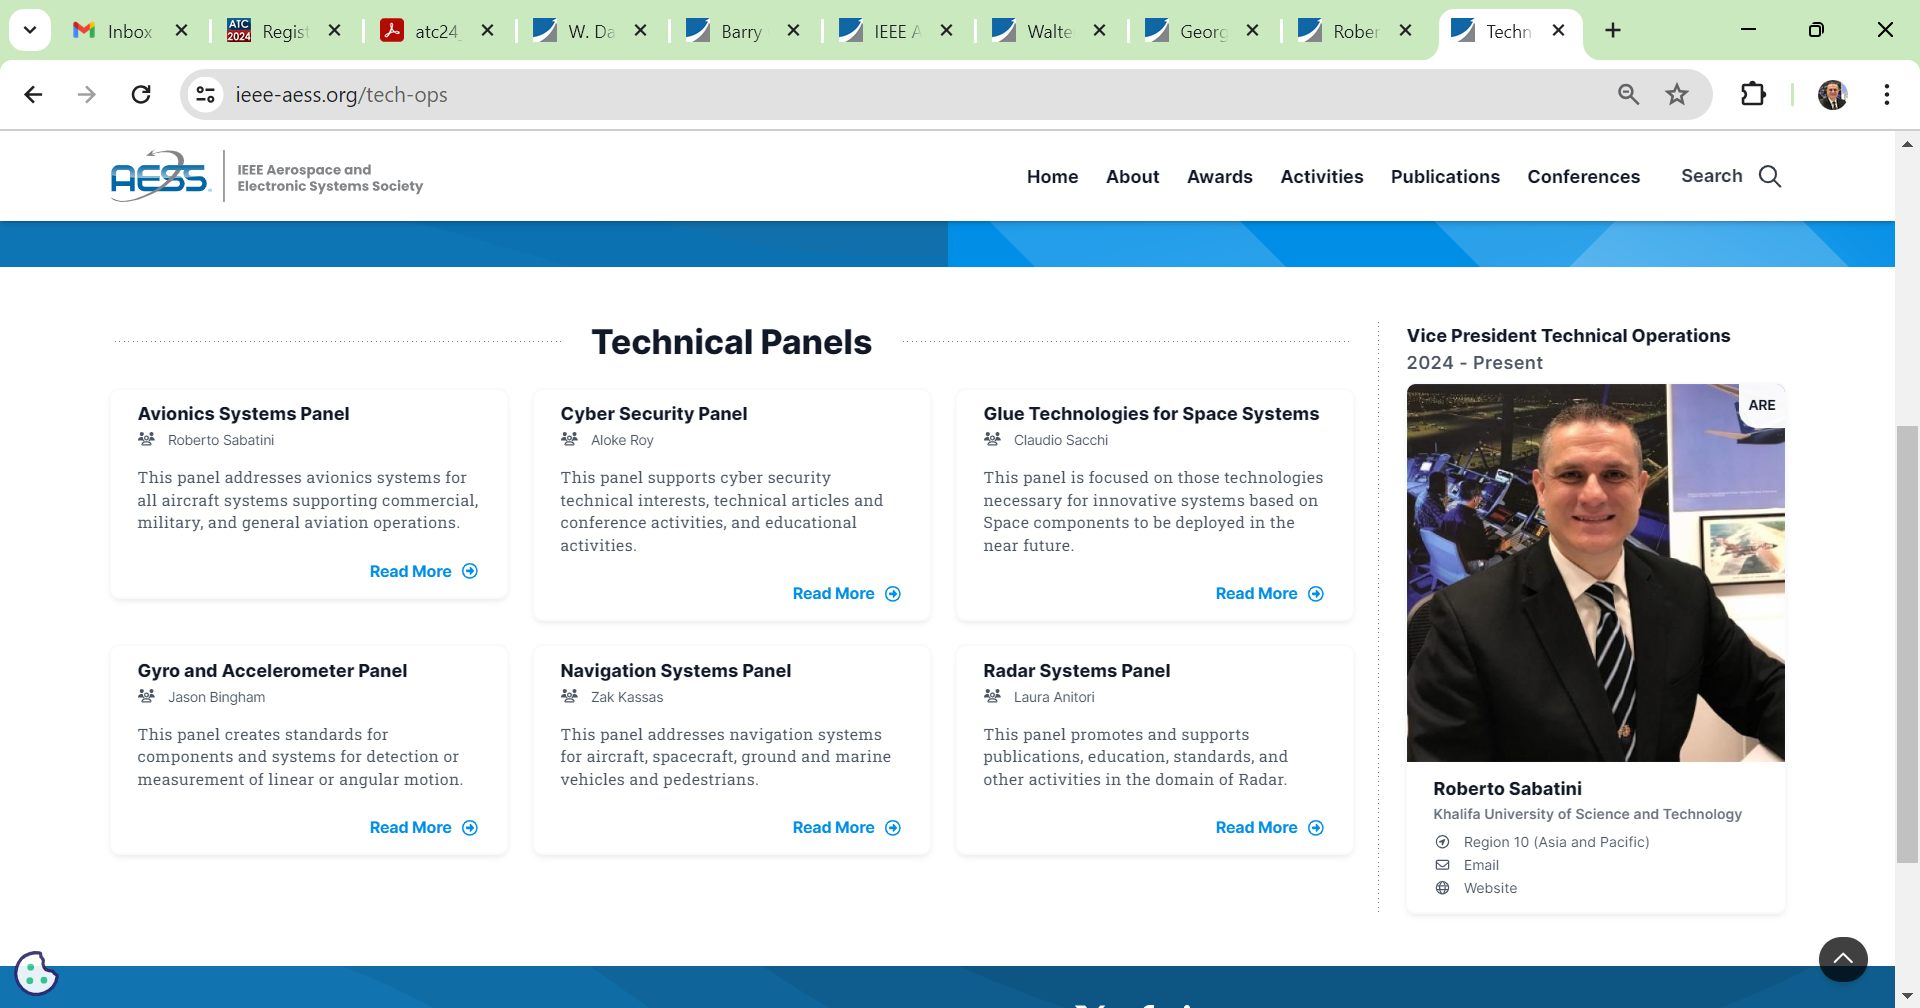 Inbox
ATC
2024
Regist
atc24_
W. Da
Barry
IEEE A
Walte
Georg
Rober
Techn
ieee-aess.org/tech-ops
AESS
IEEE Aerospace and
Electronic Systems Society
Home
About
Awards
Activities
Publications
Conferences
Search
Technical Panels
Avionics Systems Panel
Roberto Sabatini
This panel addresses avionics systems for
all aircraft systems supporting commercial,
military, and general aviation operations.
Read More
Cyber Security Panel
Aloke Roy
This panel supports cyber security
technical interests, technical articles and
conference activities, and educational
activities.
Read More
Glue Technologies for Space Systems
Claudio Sacchi
This panel is focused on those technologies
necessary for innovative systems based on
Space components to be deployed in the
near future.
Read More
Gyro and Accelerometer Panel
Jason Bingham
This panel creates standards for
components and systems for detection or
measurement of linear or angular motion.
Read More
Navigation Systems Panel
Zak Kassas
This panel addresses navigation systems
for aircraft, spacecraft, ground and marine
vehicles and pedestrians.
Read More
Radar Systems Panel
Laura Anitori
This panel promotes and supports
publications, education, standards, and
other activities in the domain of Radar.
Read More
Vice President Technical Operations
2024 - Present
ARE
Roberto Sabatini
Khalifa University of Science and Technology
Region 10 (Asia and Pacific)
Email
Website